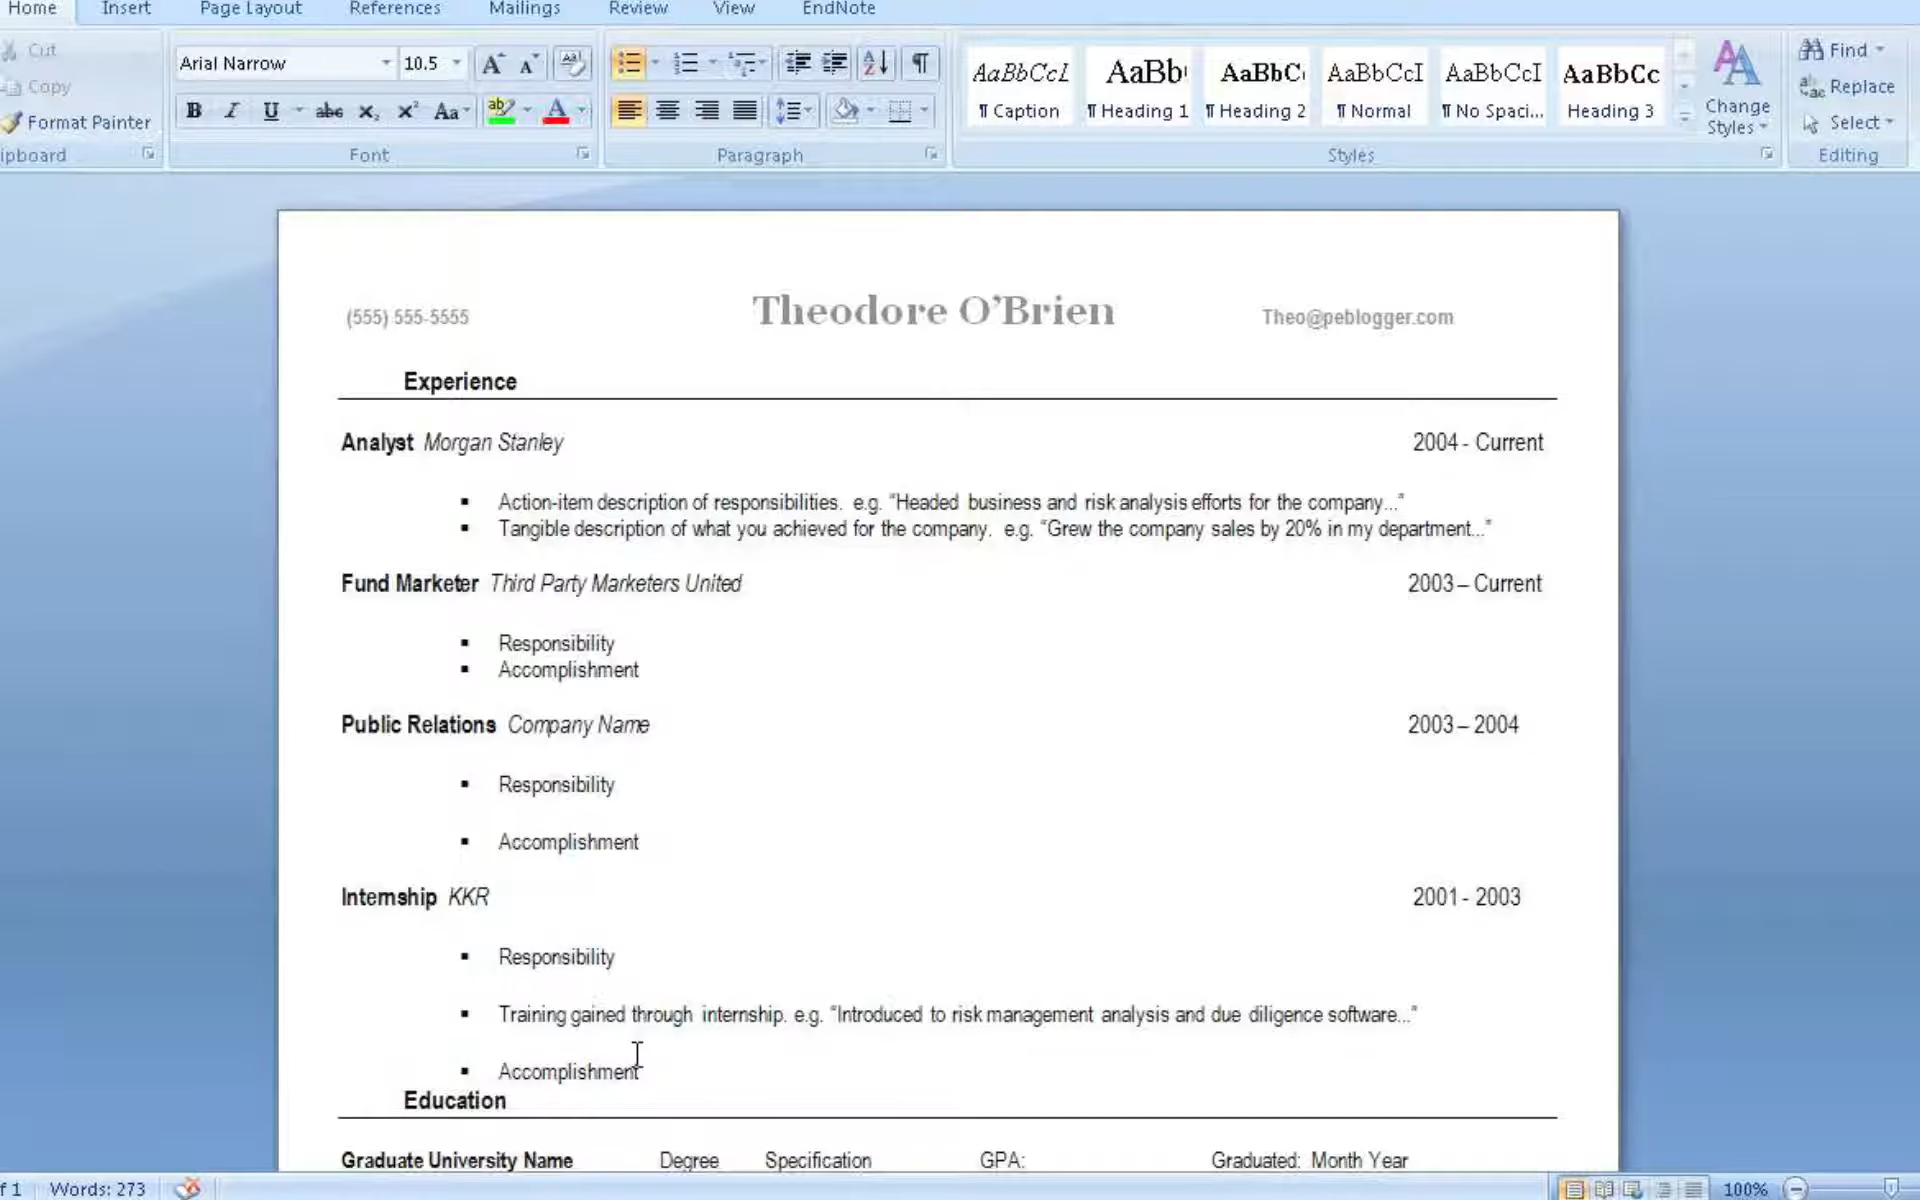 Home Insert Page Layout References Mailings Review View EndNote
Cut
Copy
Format Painter
ipboard
Arial Narrow 10.5
B I U abc X₂ X² Aa ab A
Font
Paragraph
AaBbCcI AaBb AaBbC AaBbCcI AaBbCcI AaBbCc
¶ Caption ¶ Heading 1 ¶ Heading 2 ¶ Normal ¶ No Spaci... Heading 3
Change
Styles
Styles
Find
Replace
Select
Editing
(555) 555-5555 Theodore O’Brien Theo@peblogger.com
Experience
Analyst Morgan Stanley 2004 - Current
▪ Action-item description of responsibilities. e.g. “Headed business and risk analysis efforts for the company...”
▪ Tangible description of what you achieved for the company. e.g. “Grew the company sales by 20% in my department...”
Fund Marketer Third Party Marketers United 2003 – Current
▪ Responsibility
▪ Accomplishment
Public Relations Company Name 2003 – 2004
▪ Responsibility
▪ Accomplishment
Internship KKR 2001 - 2003
▪ Responsibility
▪ Training gained through internship. e.g. “Introduced to risk management analysis and due diligence software...”
▪ Accomplishment
Education
Graduate University Name Degree Specification GPA: Graduated: Month Year
f 1 Words: 273 100%